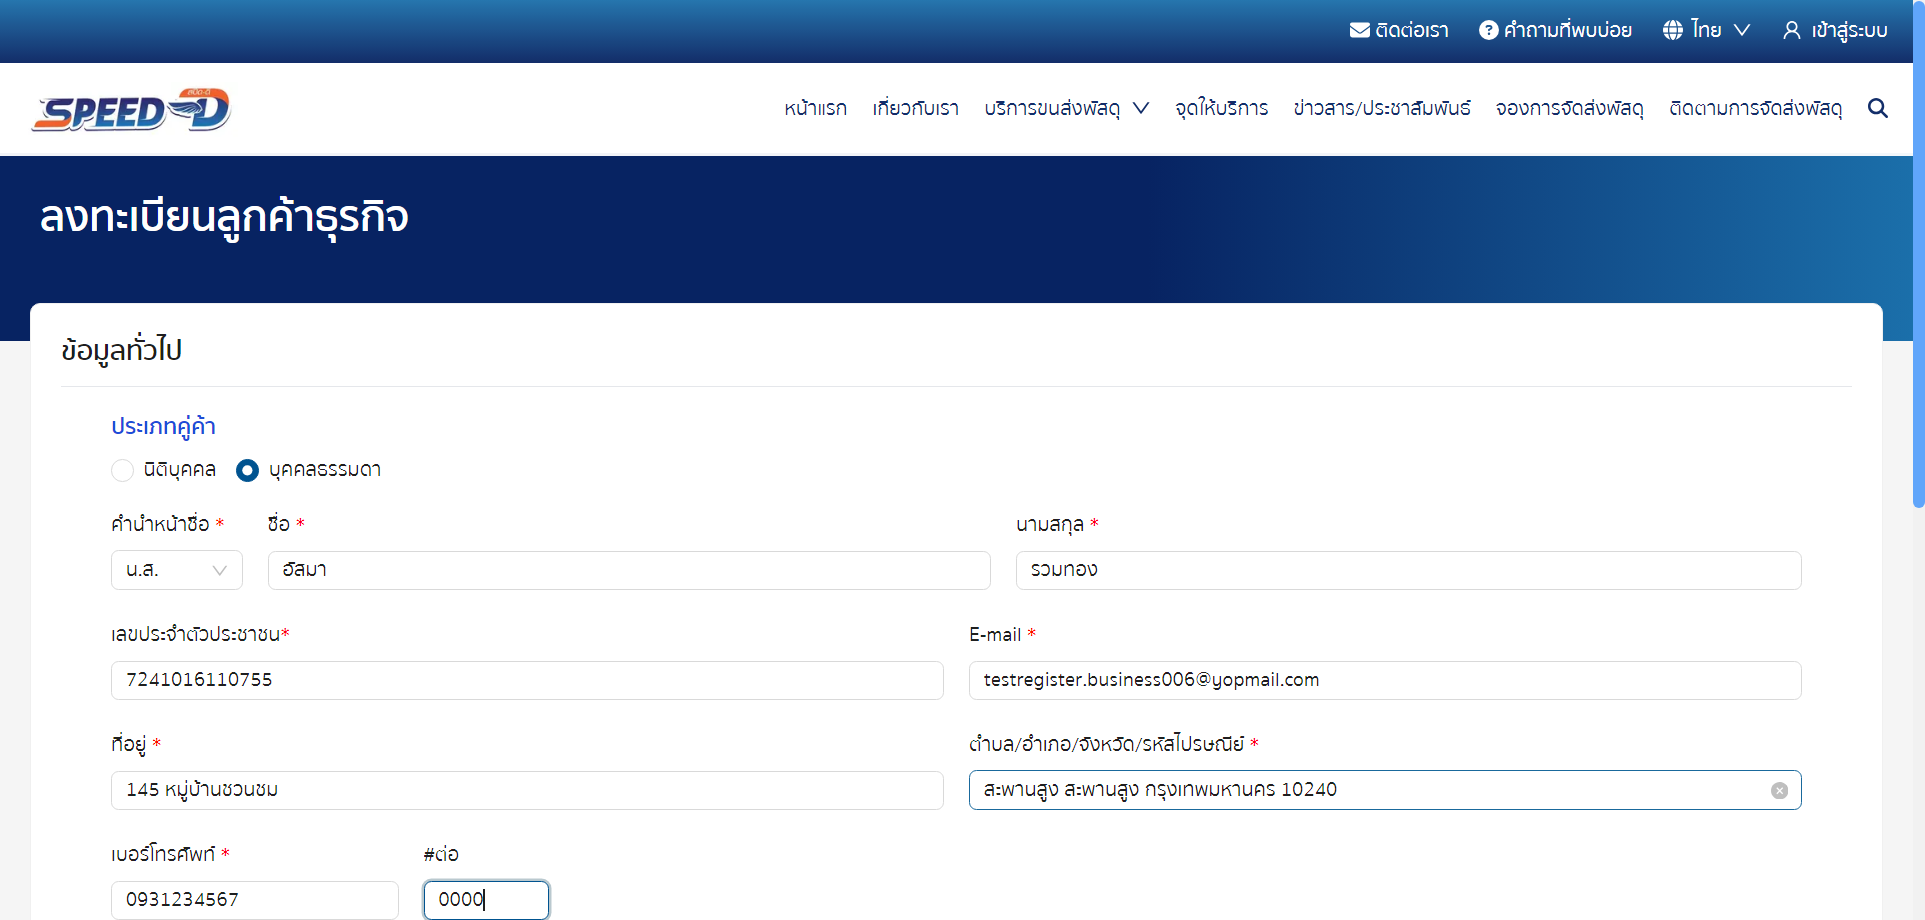 ติดต่อเรา คำถามที่พบบ่อย ไทย เข้าสู่ระบบ
สปีด-ดี
SPEED-D
หน้าแรก เกี่ยวกับเรา บริการขนส่งพัสดุ จุดให้บริการ ข่าวสาร/ประชาสัมพันธ์ จองการจัดส่งพัสดุ ติดตามการจัดส่งพัสดุ
ลงทะเบียนลูกค้าธุรกิจ
ข้อมูลทั่วไป
ประเภทคู่ค้า
นิติบุคคล บุคคลธรรมดา
คำนำหน้าชื่อ * ชื่อ * นามสกุล *
น.ส. อัสมา รวมทอง
เลขประจำตัวประชาชน* E-mail *
7241016110755 testregister.business006@yopmail.com
ที่อยู่ * ตำบล/อำเภอ/จังหวัด/รหัสไปรษณีย์ *
145 หมู่บ้านชวนชม สะพานสูง สะพานสูง กรุงเทพมหานคร 10240
เบอร์โทรศัพท์ * #ต่อ
0931234567 0000